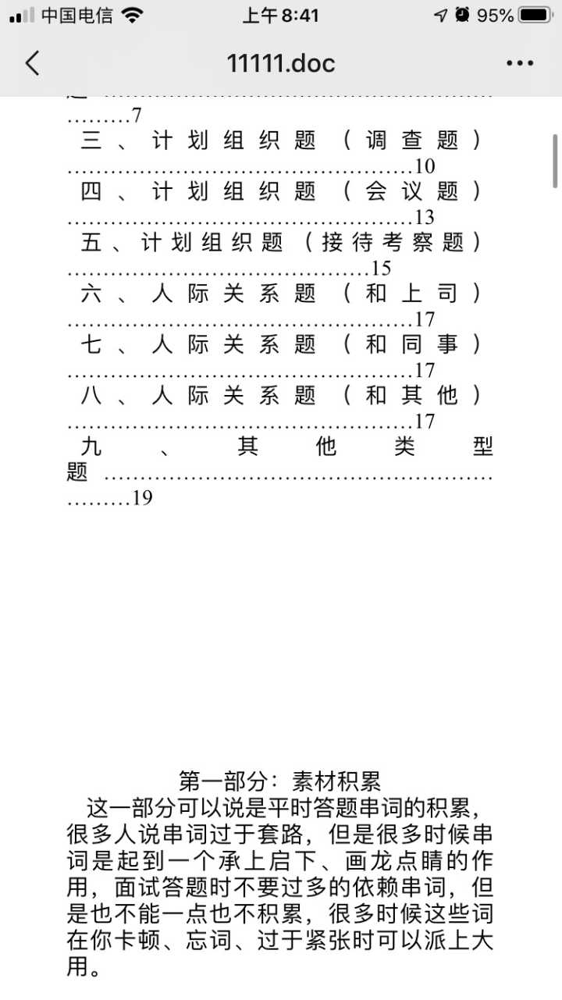 中国电信 上午8:41 95%
11111.doc
.........7
三、计划组织题（调查题）
................................................10
四、计划组织题（会议题）
................................................13
五、计划组织题（接待考察题）
..........................................15
六、人际关系题（和上司）
................................................17
七、人际关系题（和同事）
................................................17
八、人际关系题（和其他）
................................................17
九、其他类型
题......................................................
.........19
第一部分：素材积累
这一部分可以说是平时答题串词的积累，
很多人说串词过于套路，但是很多时候串
词是起到一个承上启下、画龙点睛的作
用，面试答题时不要过多的依赖串词，但
是也不能一点也不积累，很多时候这些词
在你卡顿、忘词、过于紧张时可以派上大
用。